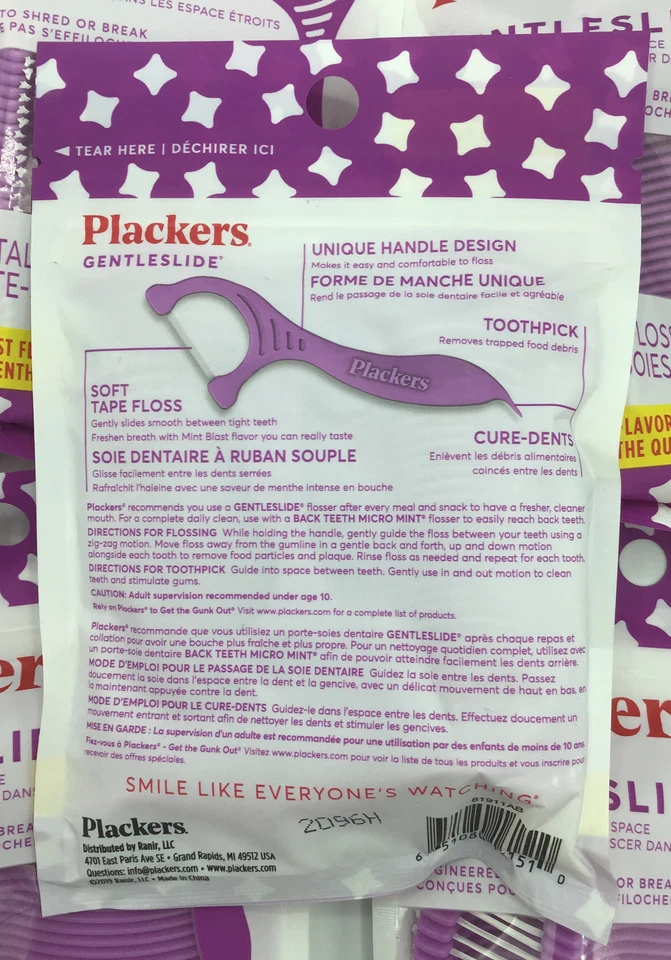 TO SHRED OR BREAK
◄ TEAR HERE | DÉCHIRER ICI
Plackers®
GENTLESLIDE®
UNIQUE HANDLE DESIGN
Makes it easy and comfortable to floss
FORME DE MANCHE UNIQUE
Rend le passage de la soie dentaire facile et agréable
TOOTHPICK
Removes trapped food debris
Plackers
SOFT
TAPE FLOSS
Gently slides smooth between tight teeth
Freshen breath with Mint Blast flavor you can really taste
SOIE DENTAIRE À RUBAN SOUPLE
Glisse facilement entre les dents serrées
Rafraîchit l'haleine avec une saveur de menthe intense en bouche
CURE-DENTS
Enlèvent les débris alimentaires
coincés entre les dents
Plackers® recommends you use a GENTLESLIDE® flosser after every meal and snack to have a fresher, cleaner
mouth. For a complete daily clean, use with a BACK TEETH MICRO MINT® flosser to easily reach back teeth.
DIRECTIONS FOR FLOSSING While holding the handle, gently guide the floss between your teeth using a
zig-zag motion. Move floss away from the gumline in a gentle back and forth, up and down motion
alongside each tooth to remove food particles and plaque. Rinse floss as needed and repeat for each tooth.
DIRECTIONS FOR TOOTHPICK Guide into space between teeth. Gently use in and out motion to clean
teeth and stimulate gums.
CAUTION: Adult supervision recommended under age 10.
Rely on Plackers® to Get the Gunk Out® Visit www.plackers.com for a complete list of products.
Plackers® recommande que vous utilisiez un porte-soies dentaire GENTLESLIDE® après chaque repas et
collation pour avoir une bouche plus fraîche et plus propre. Pour un nettoyage quotidien complet, utilisez avec
un porte-soie dentaire BACK TEETH MICRO MINT® afin de pouvoir atteindre facilement les dents arrière.
MODE D'EMPLOI POUR LE PASSAGE DE LA SOIE DENTAIRE Guidez la soie entre les dents. Passez
doucement la soie dans l'espace entre la dent et la gencive, avec un délicat mouvement de haut en bas, en
la maintenant appuyée contre la dent.
MODE D'EMPLOI POUR LE CURE-DENTS Guidez-le dans l'espace entre les dents. Effectuez doucement un
mouvement entrant et sortant afin de nettoyer les dents et stimuler les gencives.
MISE EN GARDE : La supervision d'un adulte est recommandée pour une utilisation par des enfants de moins de 10 ans.
Fiez-vous à Plackers® - Get the Gunk Out® Visitez www.plackers.com pour voir la liste de tous les produits et vous inscrire pour
recevoir des offres spéciales.
SMILE LIKE EVERYONE'S WATCHING®
Plackers®
Distributed by Ranir, LLC
4701 East Paris Ave SE • Grand Rapids, MI 49512 USA
Questions: info@plackers.com • www.plackers.com
©2019 Ranir, LLC • Made in China
2D96H
81911AB